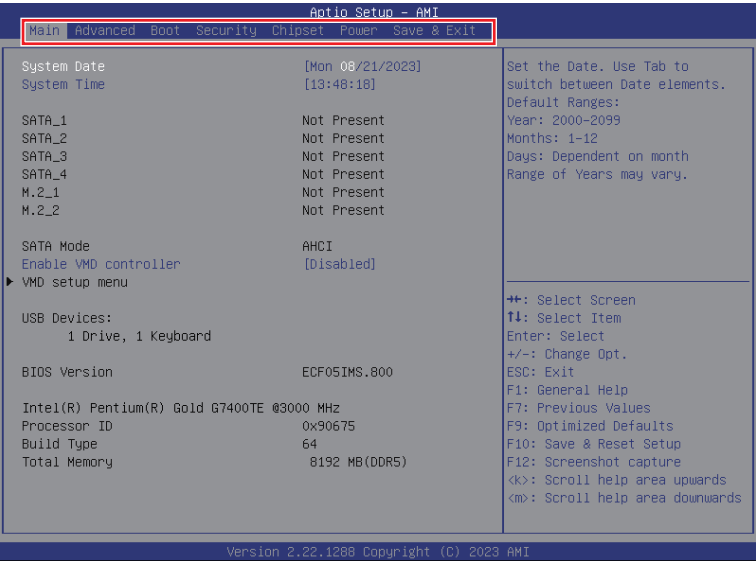 Aptio Setup - AMI
Main Advanced Boot Security Chipset Power Save & Exit
System Date [Mon 08/21/2023]
System Time [13:48:18]
SATA_1 Not Present
SATA_2 Not Present
SATA_3 Not Present
SATA_4 Not Present
M.2_1 Not Present
M.2_2 Not Present
SATA Mode AHCI
Enable VMD controller [Disabled]
VMD setup menu
USB Devices:
1 Drive, 1 Keyboard
BIOS Version ECF05IMS.800
Intel(R) Pentium(R) Gold G7400TE @3000 MHz
Processor ID 0x90675
Build Type 64
Total Memory 8192 MB(DDR5)
Set the Date. Use Tab to
switch between Date elements.
Default Ranges:
Year: 2000-2099
Months: 1-12
Days: Dependent on month
Range of Years may vary.
→←: Select Screen
↑↓: Select Item
Enter: Select
+/-: Change Opt.
ESC: Exit
F1: General Help
F7: Previous Values
F9: Optimized Defaults
F10: Save & Reset Setup
F12: Screenshot capture
<k>: Scroll help area upwards
<m>: Scroll help area downwards
Version 2.22.1288 Copyright (C) 2023 AMI